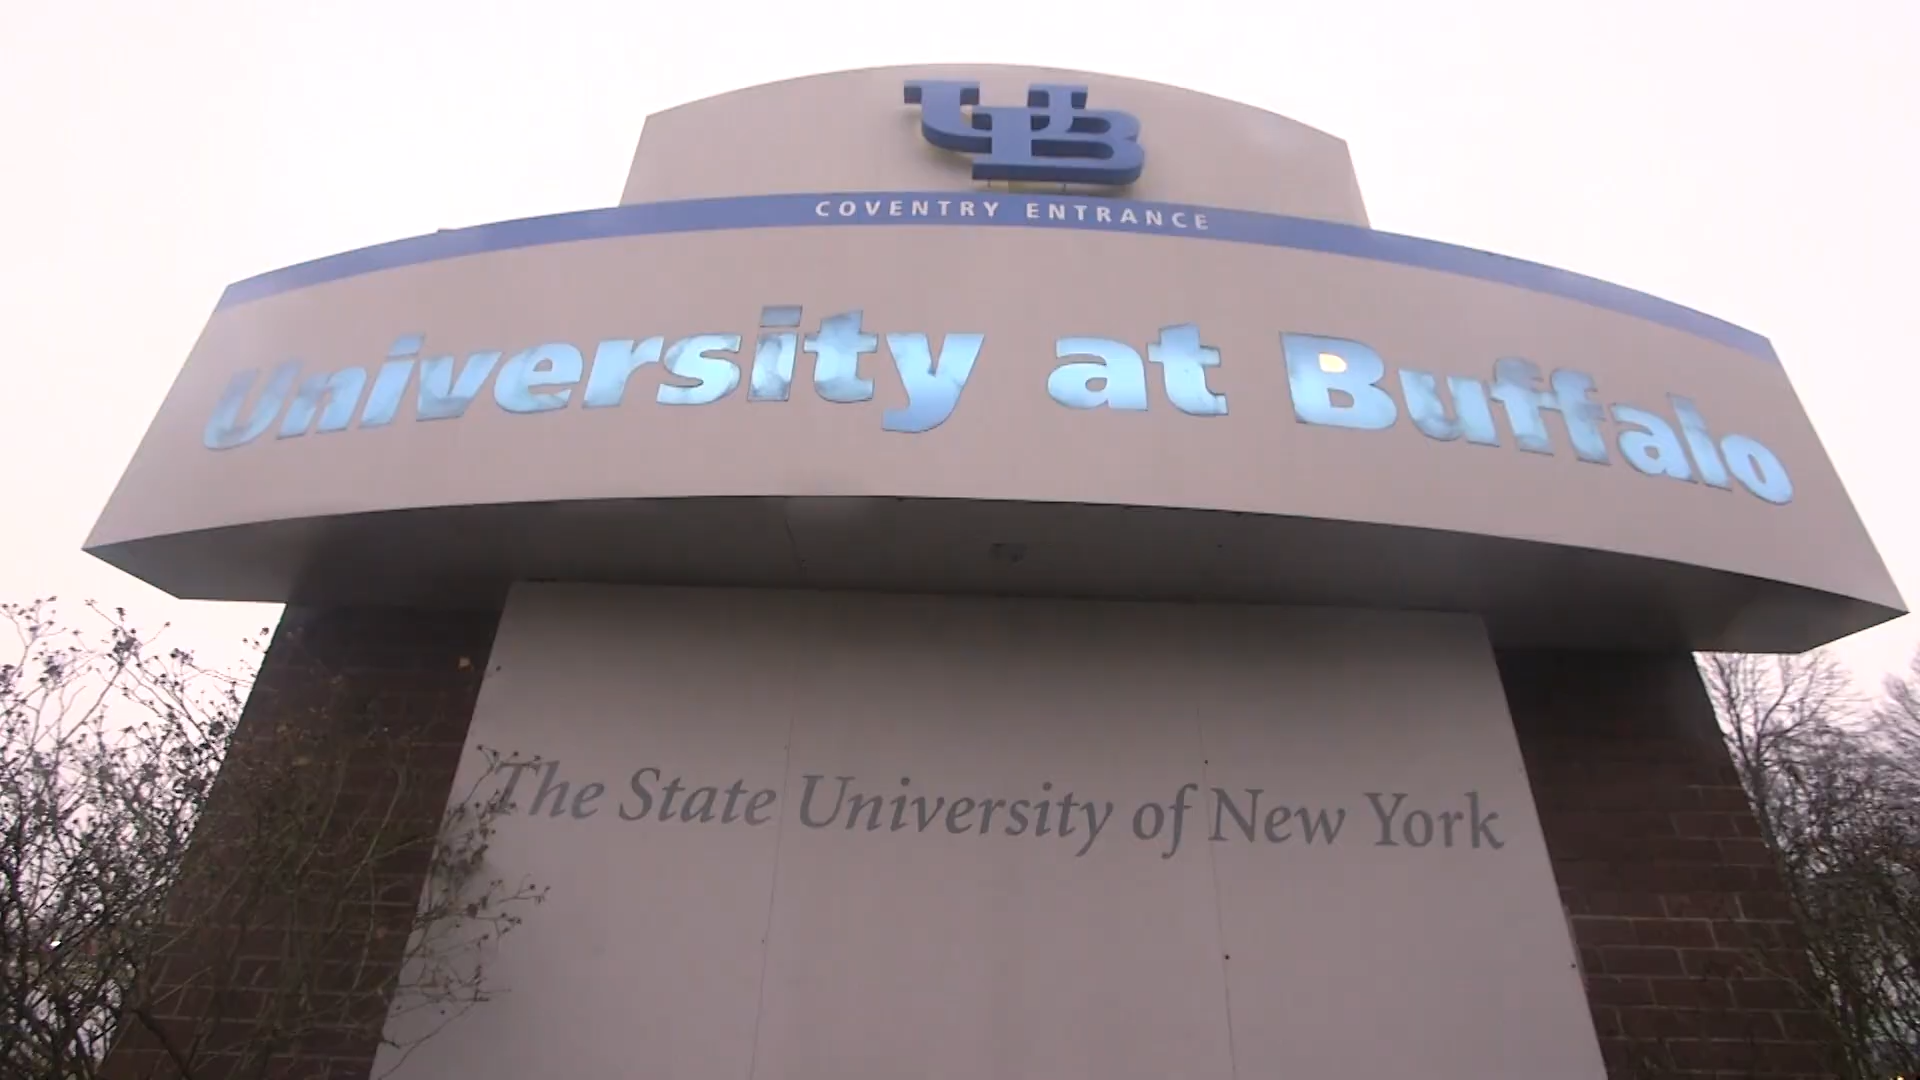 UB
COVENTRY ENTRANCE
University at Buffalo
The State University of New York